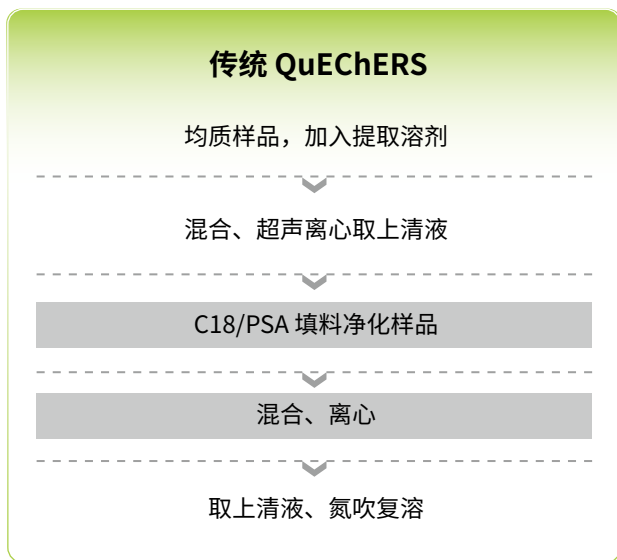 传统 QuEChERS
均质样品，加入提取溶剂
混合、超声离心取上清液
C18/PSA 填料净化样品
混合、离心
取上清液、氮吹复溶